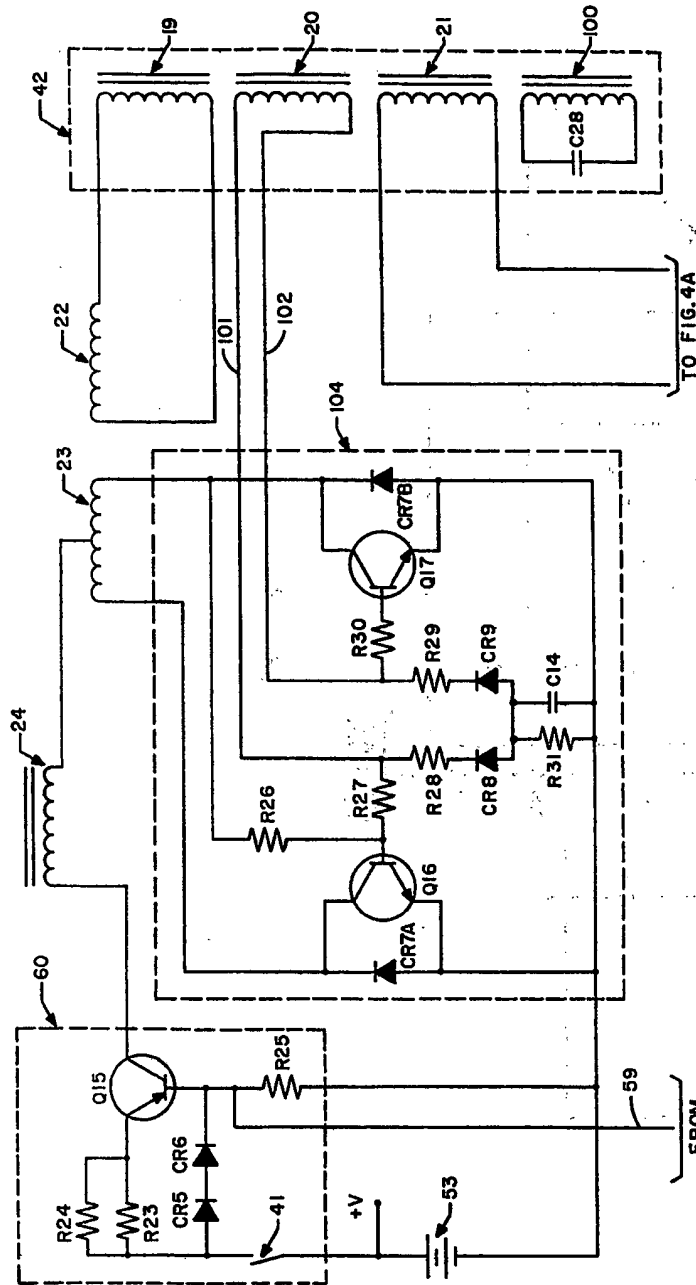 42
19
20
21
100
C28
22
101
102
TO FIG.4A
23
104
CR7B
Q17
R30
R29
CR9
C14
24
R26
R27
R28
CR8
R31
Q16
CR7A
60
Q15
R25
R24
R23
CR5
CR6
41
+V
53
59
FROM